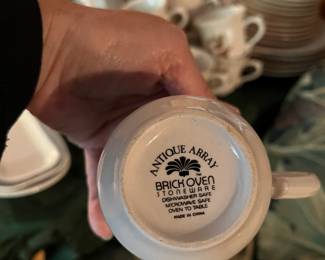 ANTIQUE ARRAY
BRICK OVEN
STONEWARE
DISHWASHER SAFE
MICROWAVE SAFE
OVEN TO TABLE
MADE IN CHINA